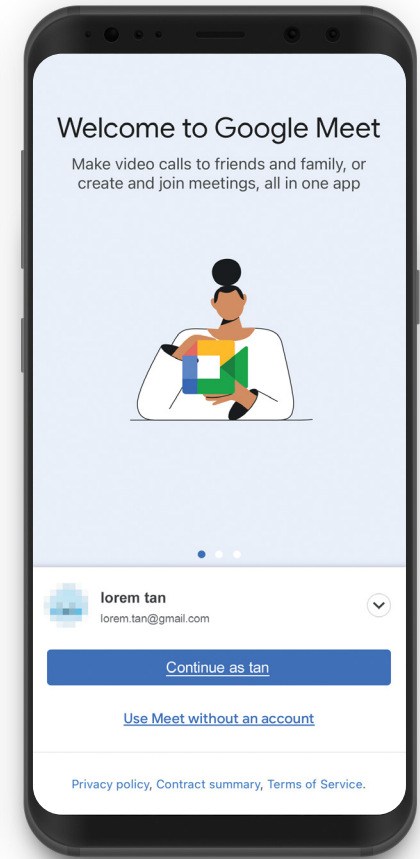 Welcome to Google Meet
Make video calls to friends and family, or
create and join meetings, all in one app
lorem tan
lorem.tan@gmail.com
Continue as tan
Use Meet without an account
Privacy policy, Contract summary, Terms of Service.